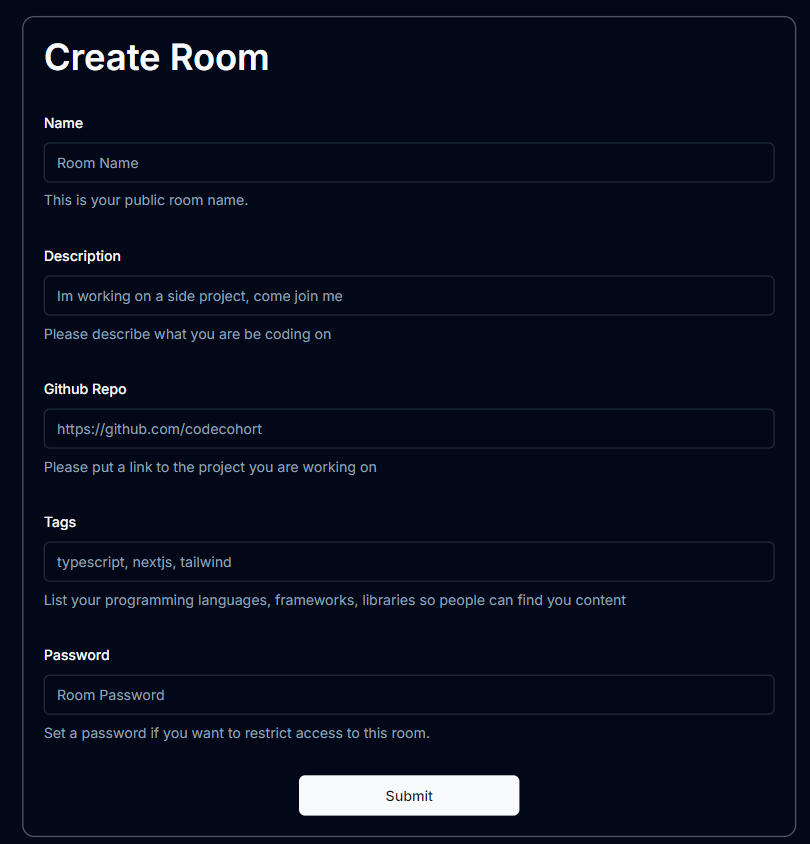 Create Room
Name
Room Name
This is your public room name.
Description
Im working on a side project, come join me
Please describe what you are be coding on
Github Repo
https://github.com/codecohort
Please put a link to the project you are working on
Tags
typescript, nextjs, tailwind
List your programming languages, frameworks, libraries so people can find you content
Password
Room Password
Set a password if you want to restrict access to this room.
Submit